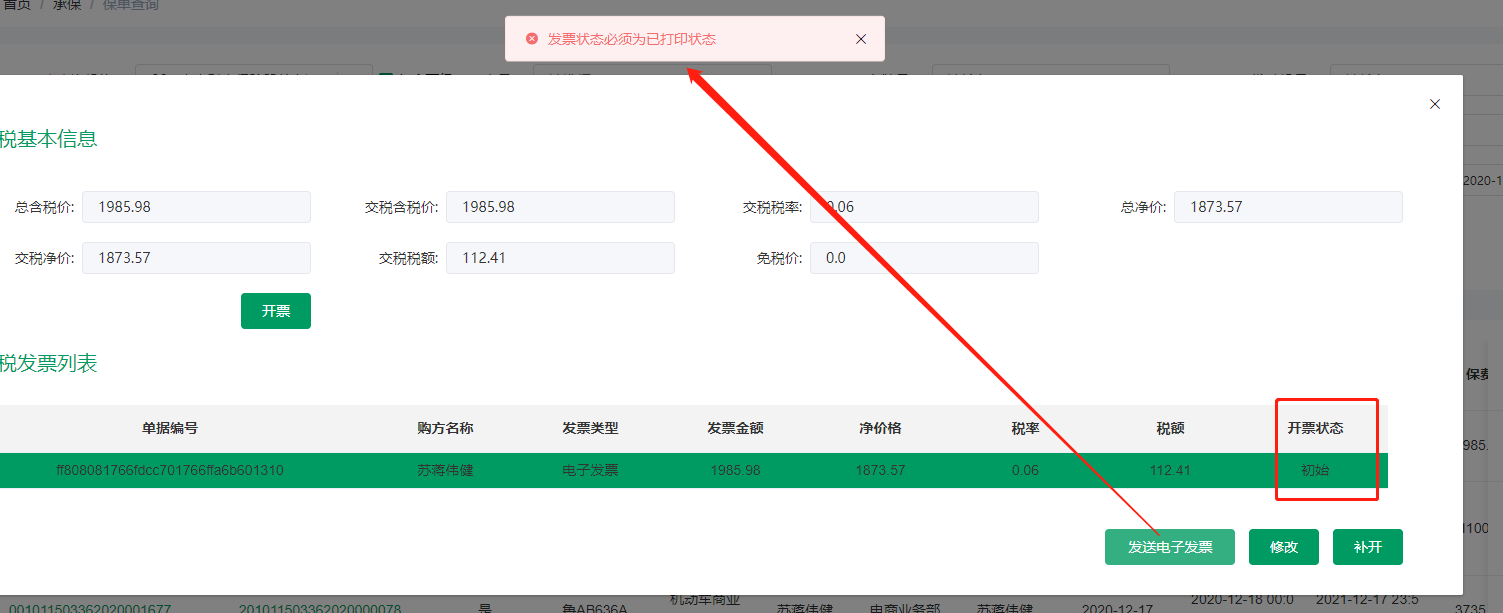 首页 / 承保 / 保单查询
发票状态必须为已打印状态
2020-1
税基本信息
总含税价: 1985.98 交税含税价: 1985.98 交税税率: 0.06 总净价: 1873.57
交税净价: 1873.57 交税税额: 112.41 免税价: 0.0
开票
税发票列表
保费
单据编号 购方名称 发票类型 发票金额 净价格 税率 税额 开票状态
985.
ff808081766fdcc701766ffa6b601310 苏蒋伟健 电子发票 1985.98 1873.57 0.06 112.41 初始
1100
发送电子发票 修改 补开
机动车商业 2020-12-18 00:0 2021-12-17 23:5
001011503362020001677 201011503362020000078 是 鲁AB636A 苏蒋伟健 电商业务部 苏蒋伟健 2020-12-17 3735